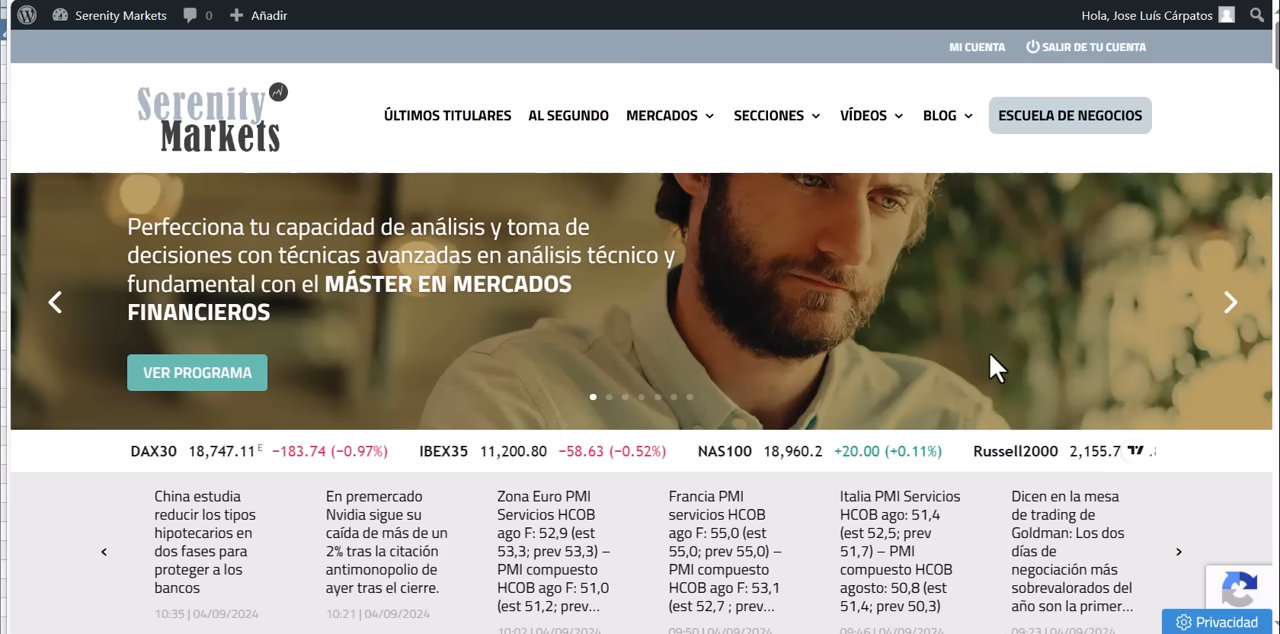 Serenity Markets 0 Añadir Hola, Jose Luís Cárpatos
MI CUENTA SALIR DE TU CUENTA
Serenity
Markets
ÚLTIMOS TITULARES AL SEGUNDO MERCADOS SECCIONES VÍDEOS BLOG ESCUELA DE NEGOCIOS
Perfecciona tu capacidad de análisis y toma de
decisiones con técnicas avanzadas en análisis técnico y
fundamental con el MÁSTER EN MERCADOS
FINANCIEROS
VER PROGRAMA
DAX30 18,747.11 E −183.74 (−0.97%) IBEX35 11,200.80 −58.63 (−0.52%) NAS100 18,960.2 +20.00 (+0.11%) Russell2000 2,155.7
China estudia
reducir los tipos
hipotecarios en
dos fases para
proteger a los
bancos
10:35 | 04/09/2024
En premercado
Nvidia sigue su
caída de más de un
2% tras la citación
antimonopolio de
ayer tras el cierre.
10:21 | 04/09/2024
Zona Euro PMI
Servicios HCOB
ago F: 52,9 (est
53,3; prev 53,3) –
PMI compuesto
HCOB ago F: 51,0
(est 51,2; prev...
10:02 | 04/09/2024
Francia PMI
servicios HCOB
ago F: 55,0 (est
55,0; prev 55,0) –
PMI compuesto
HCOB ago F: 53,1
(est 52,7 ; prev...
09:50 | 04/09/2024
Italia PMI Servicios
HCOB ago: 51,4
(est 52,5; prev
51,7) – PMI
compuesto HCOB
agosto: 50,8 (est
51,4; prev 50,3)
09:46 | 04/09/2024
Dicen en la mesa
de trading de
Goldman: Los dos
días de
negociación más
sobrevalorados del
año son la primer...
09:23 | 04/09/2024
Privacidad